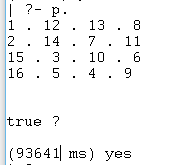 | ?- p.
1 . 12 . 13 . 8
2 . 14 . 7 . 11
15 . 3 . 10 . 6
16 . 5 . 4 . 9
true ?
(93641 ms) yes